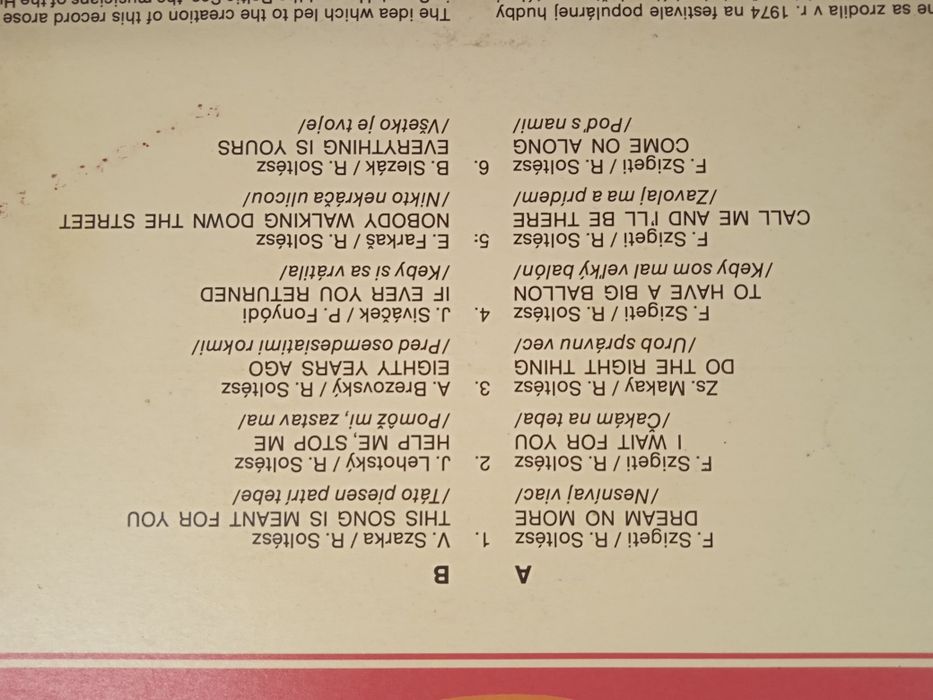 A
F. Szigeti / R. Soltész
DREAM NO MORE
/Nesnívaj viac/
F. Szigeti / R. Soltész
I WAIT FOR YOU
/Čakám na teba/
Zs. Makay / R. Soltész
DO THE RIGHT THING
/Urob správnu vec/
F. Szigeti / R. Soltész
TO HAVE A BIG BALLON
/Keby som mal veľký balón/
F. Szigeti / R. Soltész
CALL ME AND I'LL BE THERE
/Zavolaj ma a prídem/
F. Szigeti / R. Soltész
COME ON ALONG
/Poď s nami/
B
1. V. Szarka / R. Soltész
THIS SONG IS MEANT FOR YOU
/Táto piesen patrí tebe/
2. J. Lehotský / R. Soltész
HELP ME, STOP ME
/Pomôž mi, zastav ma/
3. A. Brezovský / R. Soltész
EIGHTY YEARS AGO
/Pred osemdesiatimi rokmi/
4. J. Siváček / P. Fonyódi
IF EVER YOU RETURNED
/Keby si sa vrátila/
5: E. Farkaš / R. Soltész
NOBODY WALKING DOWN THE STREET
/Nikto nekráča ulicou/
6. B. Slezák / R. Soltész
EVERYTHING IS YOURS
/Všetko je tvoje/
sa zrodila v r. 1974 na festivale populárnej hudby
The idea which led to the creation of this record arose
the musicians of the